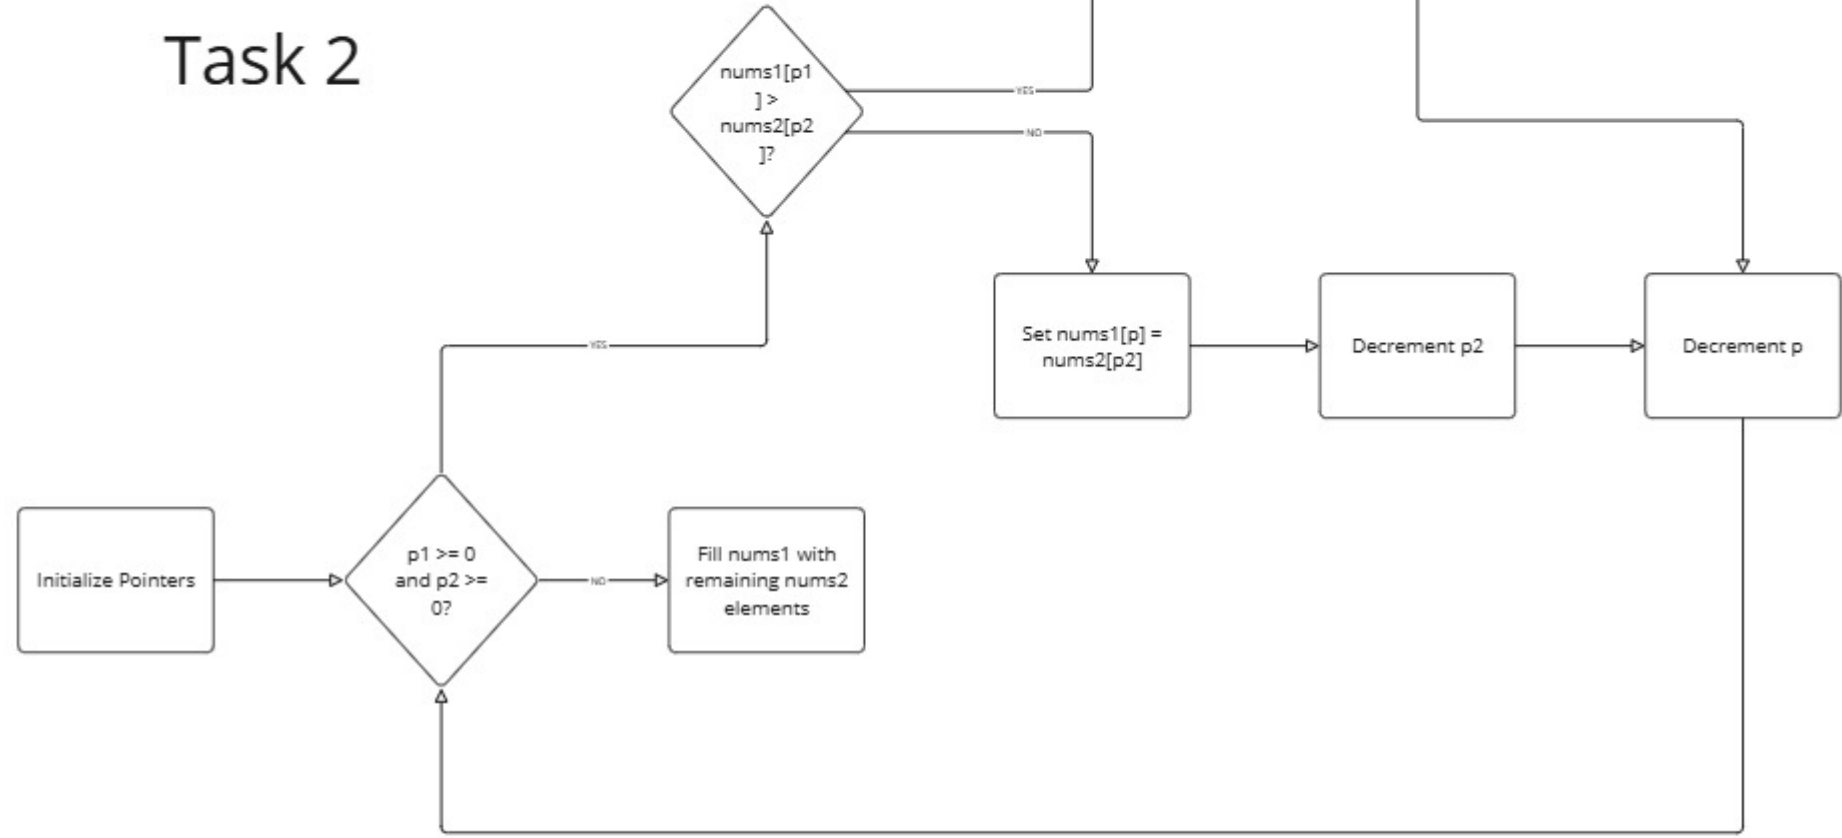 Task 2
nums1[p1
] >
nums2[p2
]?
YES
NO
Set nums1[p] =
nums2[p2]
Decrement p2
Decrement p
YES
Initialize Pointers
p1 >= 0
and p2 >=
0?
NO
Fill nums1 with
remaining nums2
elements